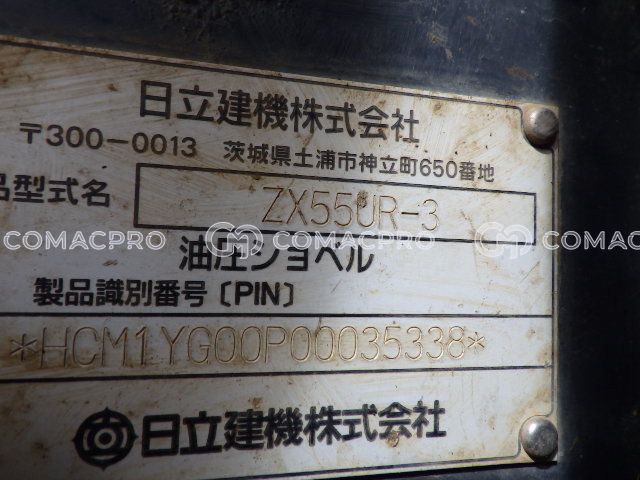 日立建機株式会社
〒300-0013 茨城県土浦市神立町650番地
品型式名 ZX55UR-3
COMACPRO COMACPRO COMACPRO
油圧ショベル
製品識別番号〔PIN〕
*HCM1YG00P00035338*
日立建機株式会社